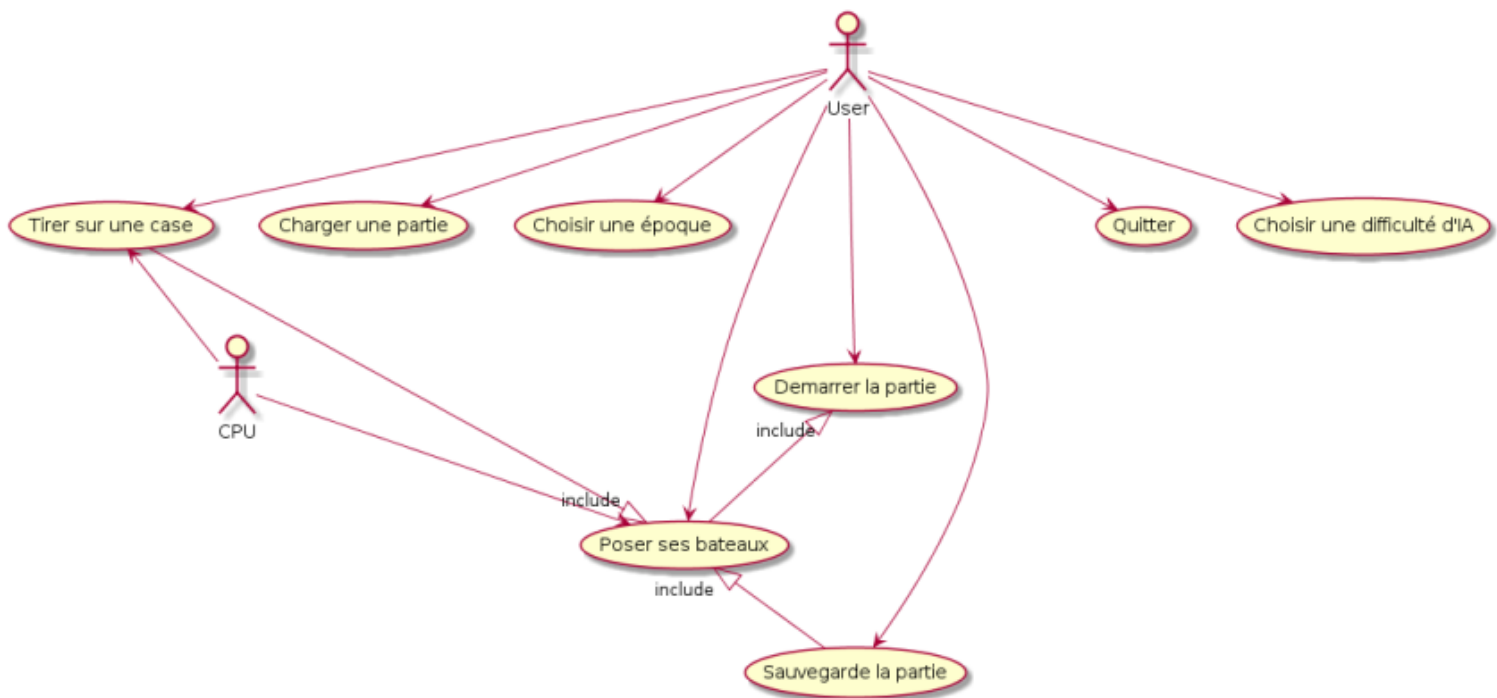 User
Tirer sur une case
Charger une partie
Choisir une époque
Quitter
Choisir une difficulté d'IA
Demarrer la partie
CPU
include
include
Poser ses bateaux
include
Sauvegarde la partie